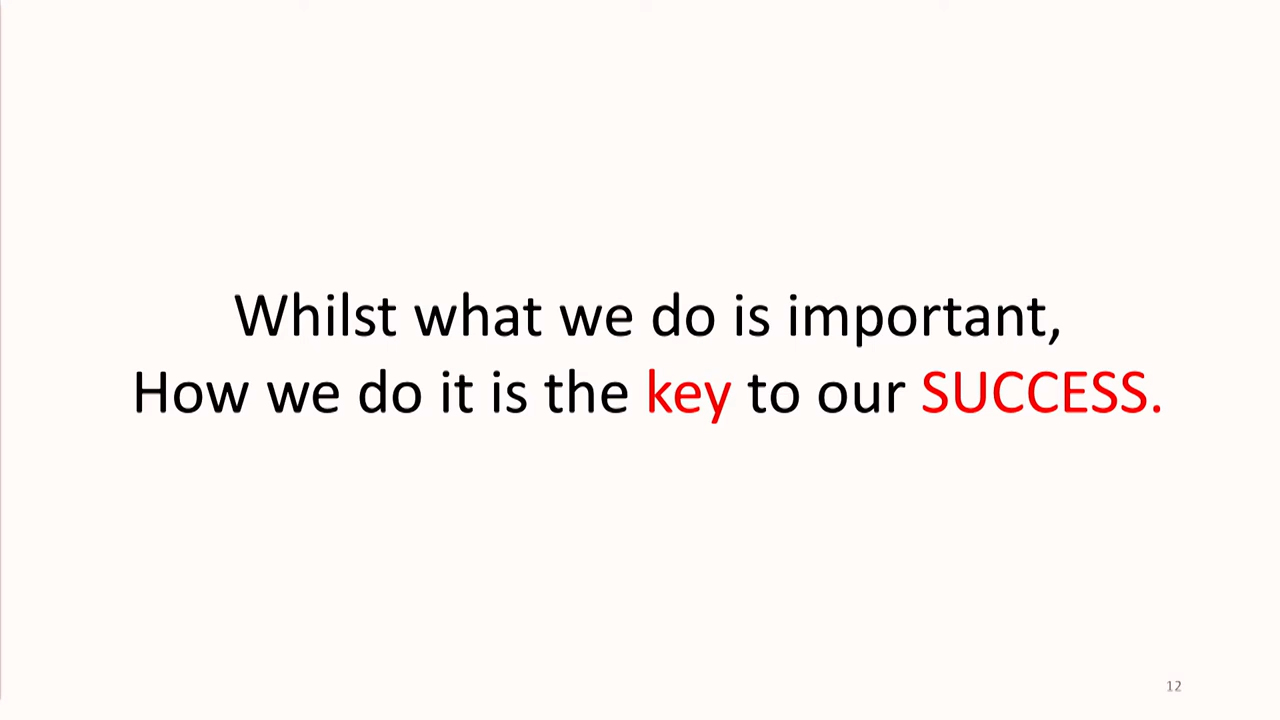 Whilst what we do is important,
How we do it is the key to our SUCCESS.
12